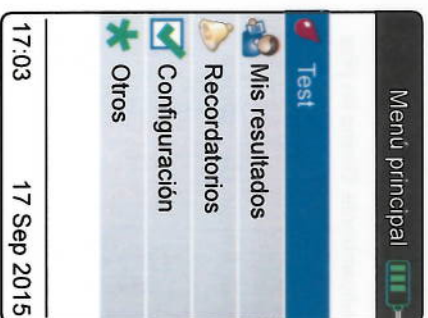 Menú principal
Test
Mis resultados
Recordatorios
Configuración
Otros
17:03 17 Sep 2015